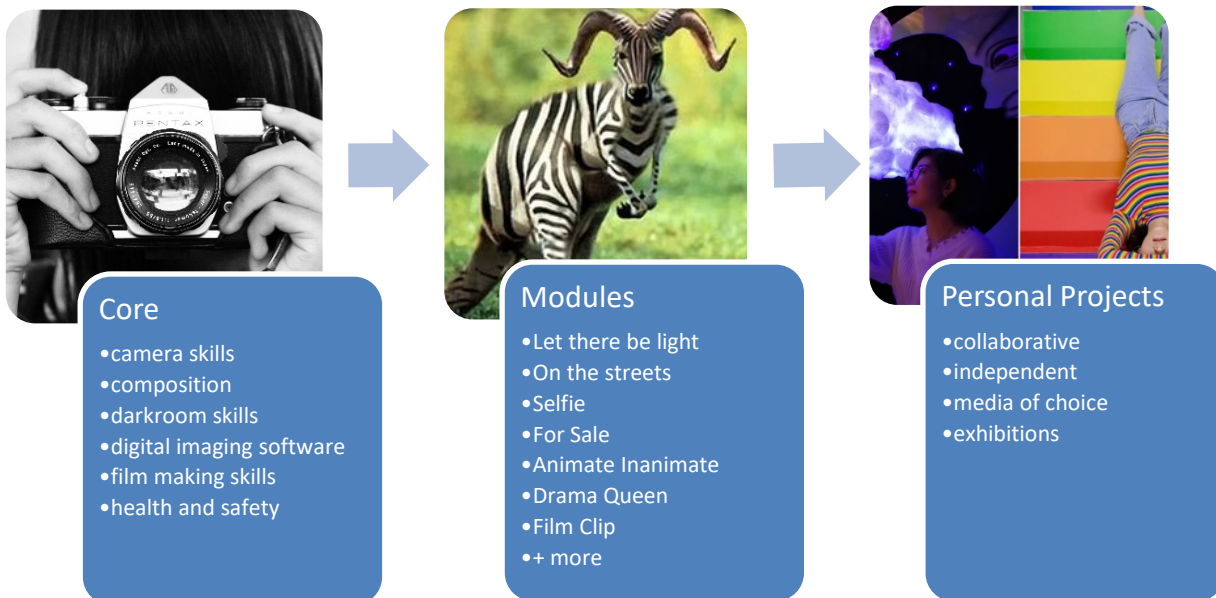 PENTAX
Core
•camera skills
•composition
•darkroom skills
•digital imaging software
•film making skills
•health and safety
Modules
•Let there be light
•On the streets
•Selfie
•For Sale
•Animate Inanimate
•Drama Queen
•Film Clip
•+ more
Personal Projects
•collaborative
•independent
•media of choice
•exhibitions